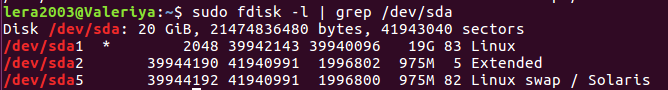 lera2003@Valeriya:~$ sudo fdisk -l | grep /dev/sda
Disk /dev/sda: 20 GiB, 21474836480 bytes, 41943040 sectors
/dev/sda1  *        2048 39942143 39940096   19G 83 Linux
/dev/sda2       39944190 41940991  1996802  975M  5 Extended
/dev/sda5       39944192 41940991  1996800  975M 82 Linux swap / Solaris